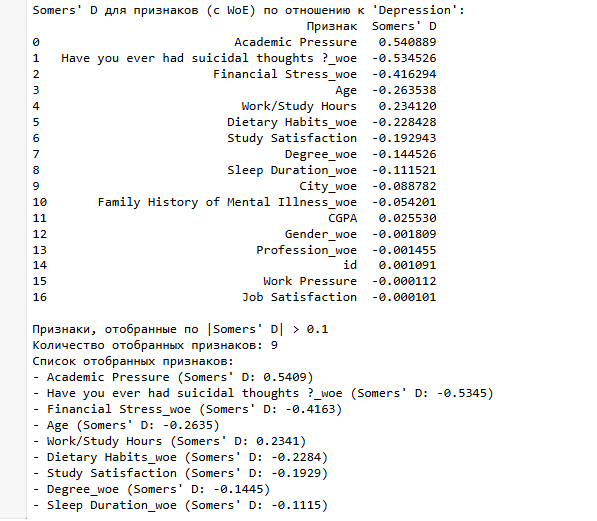 Somers' D для признаков (с WoE) по отношению к 'Depression':
Признак Somers' D
0 Academic Pressure 0.540889
1 Have you ever had suicidal thoughts ?_woe -0.534526
2 Financial Stress_woe -0.416294
3 Age -0.263538
4 Work/Study Hours 0.234120
5 Dietary Habits_woe -0.228428
6 Study Satisfaction -0.192943
7 Degree_woe -0.144526
8 Sleep Duration_woe -0.111521
9 City_woe -0.088782
10 Family History of Mental Illness_woe -0.054201
11 CGPA 0.025530
12 Gender_woe -0.001809
13 Profession_woe -0.001455
14 id 0.001091
15 Work Pressure -0.000112
16 Job Satisfaction -0.000101
Признаки, отобранные по |Somers' D| > 0.1
Количество отобранных признаков: 9
Список отобранных признаков:
- Academic Pressure (Somers' D: 0.5409)
- Have you ever had suicidal thoughts ?_woe (Somers' D: -0.5345)
- Financial Stress_woe (Somers' D: -0.4163)
- Age (Somers' D: -0.2635)
- Work/Study Hours (Somers' D: 0.2341)
- Dietary Habits_woe (Somers' D: -0.2284)
- Study Satisfaction (Somers' D: -0.1929)
- Degree_woe (Somers' D: -0.1445)
- Sleep Duration_woe (Somers' D: -0.1115)